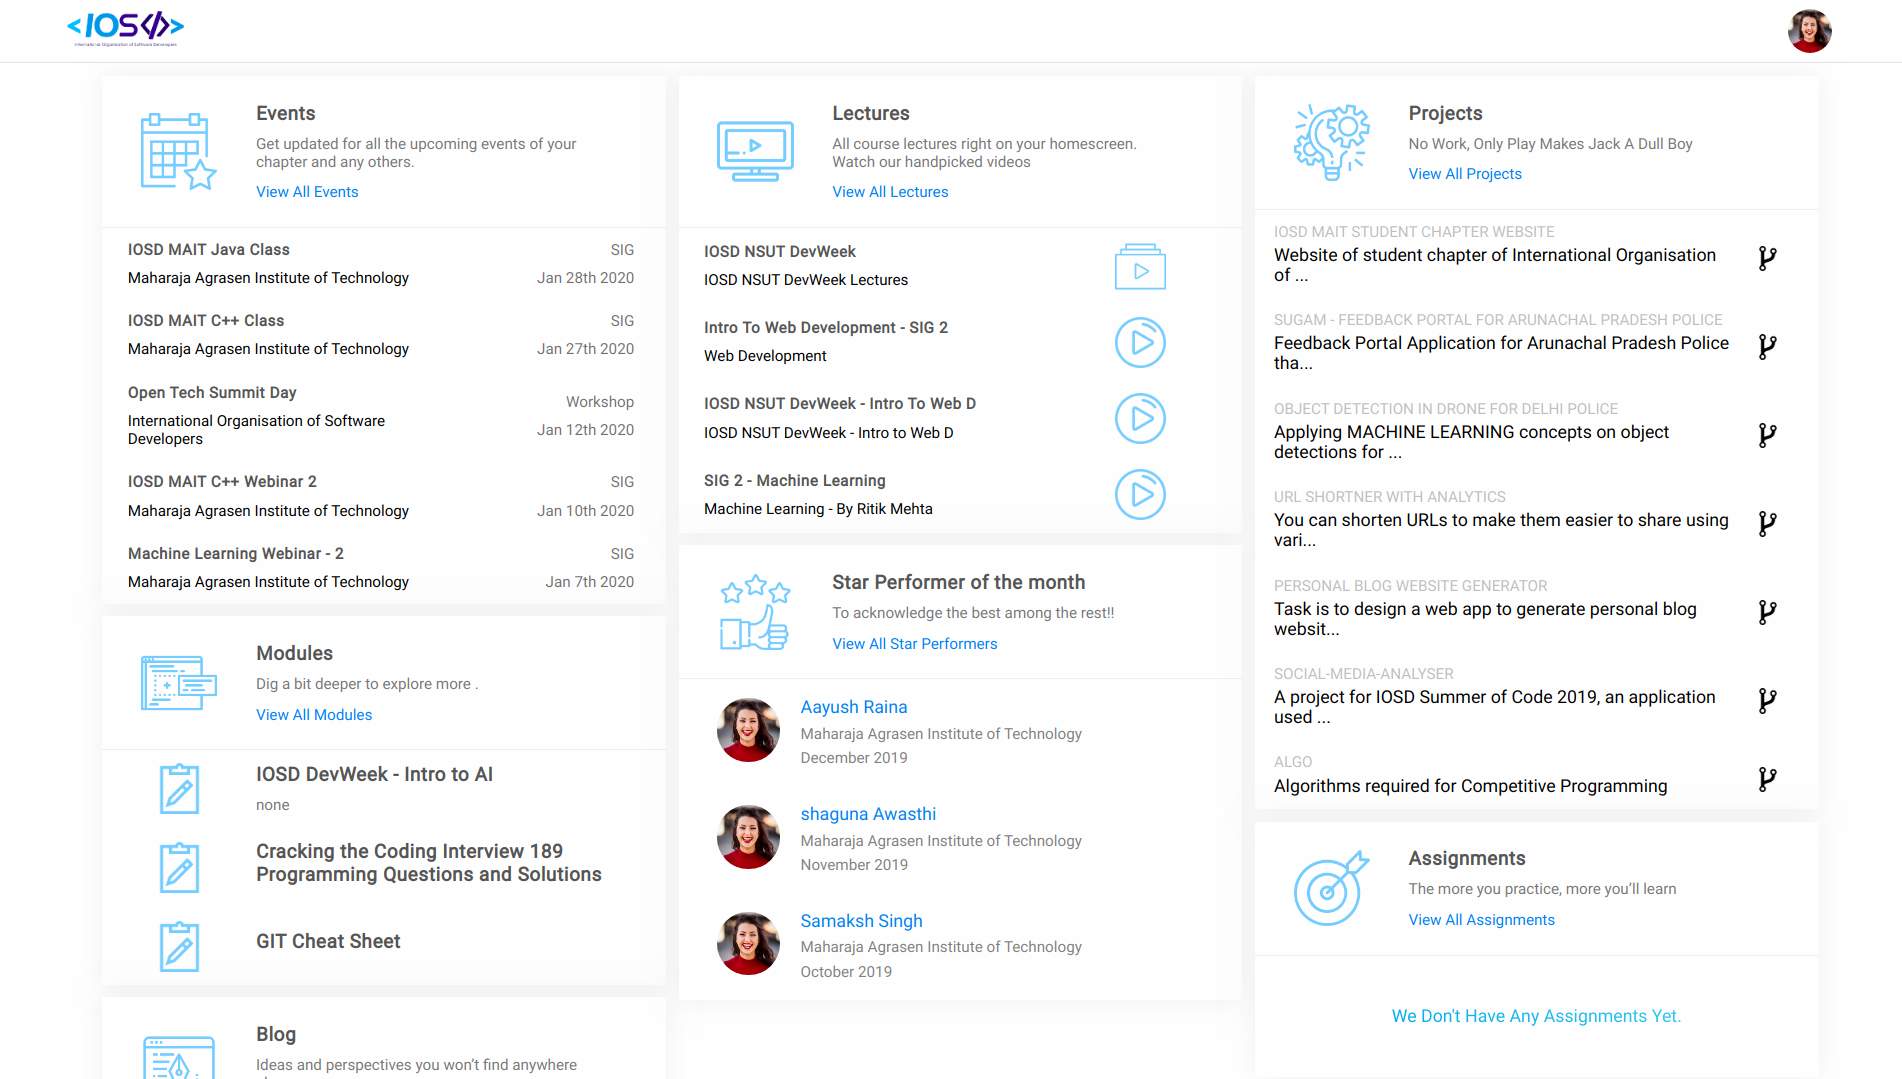 <IOS</>>
International Organisation of Software Developers
Events
Get updated for all the upcoming events of your
chapter and any others.
View All Events
IOSD MAIT Java Class
SIG
Maharaja Agrasen Institute of Technology
Jan 28th 2020
IOSD MAIT C++ Class
SIG
Maharaja Agrasen Institute of Technology
Jan 27th 2020
Open Tech Summit Day
Workshop
International Organisation of Software
Developers
Jan 12th 2020
IOSD MAIT C++ Webinar 2
SIG
Maharaja Agrasen Institute of Technology
Jan 10th 2020
Machine Learning Webinar - 2
SIG
Maharaja Agrasen Institute of Technology
Jan 7th 2020
Modules
Dig a bit deeper to explore more .
View All Modules
IOSD DevWeek - Intro to AI
none
Cracking the Coding Interview 189
Programming Questions and Solutions
GIT Cheat Sheet
Blog
Ideas and perspectives you won't find anywhere
Lectures
All course lectures right on your homescreen.
Watch our handpicked videos
View All Lectures
IOSD NSUT DevWeek
IOSD NSUT DevWeek Lectures
Intro To Web Development - SIG 2
Web Development
IOSD NSUT DevWeek - Intro To Web D
IOSD NSUT DevWeek - Intro to Web D
SIG 2 - Machine Learning
Machine Learning - By Ritik Mehta
Star Performer of the month
To acknowledge the best among the rest!!
View All Star Performers
Aayush Raina
Maharaja Agrasen Institute of Technology
December 2019
shaguna Awasthi
Maharaja Agrasen Institute of Technology
November 2019
Samaksh Singh
Maharaja Agrasen Institute of Technology
October 2019
Projects
No Work, Only Play Makes Jack A Dull Boy
View All Projects
IOSD MAIT STUDENT CHAPTER WEBSITE
Website of student chapter of International Organisation
of ...
SUGAM - FEEDBACK PORTAL FOR ARUNACHAL PRADESH POLICE
Feedback Portal Application for Arunachal Pradesh Police
tha...
OBJECT DETECTION IN DRONE FOR DELHI POLICE
Applying MACHINE LEARNING concepts on object
detections for ...
URL SHORTNER WITH ANALYTICS
You can shorten URLs to make them easier to share using
vari...
PERSONAL BLOG WEBSITE GENERATOR
Task is to design a web app to generate personal blog
websit...
SOCIAL-MEDIA-ANALYSER
A project for IOSD Summer of Code 2019, an application
used ...
ALGO
Algorithms required for Competitive Programming
Assignments
The more you practice, more you'll learn
View All Assignments
We Don't Have Any Assignments Yet.